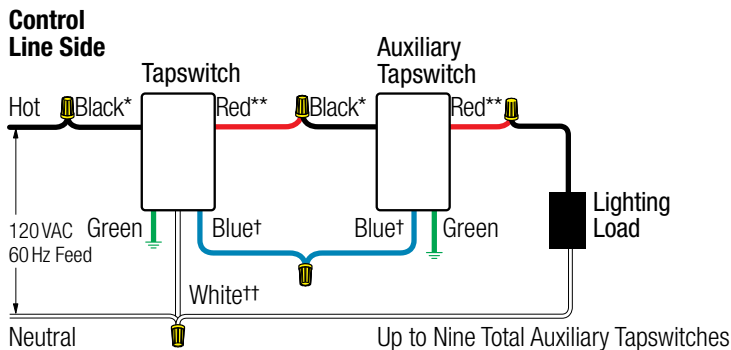 Control
Line Side
Auxiliary
Tapswitch
Tapswitch
Hot
Black*
Red**
Black*
Red**
Lighting
Load
120 VAC
60 Hz Feed
Green
Blue†
Blue†
Green
White††
Neutral
Up to Nine Total Auxiliary Tapswitches